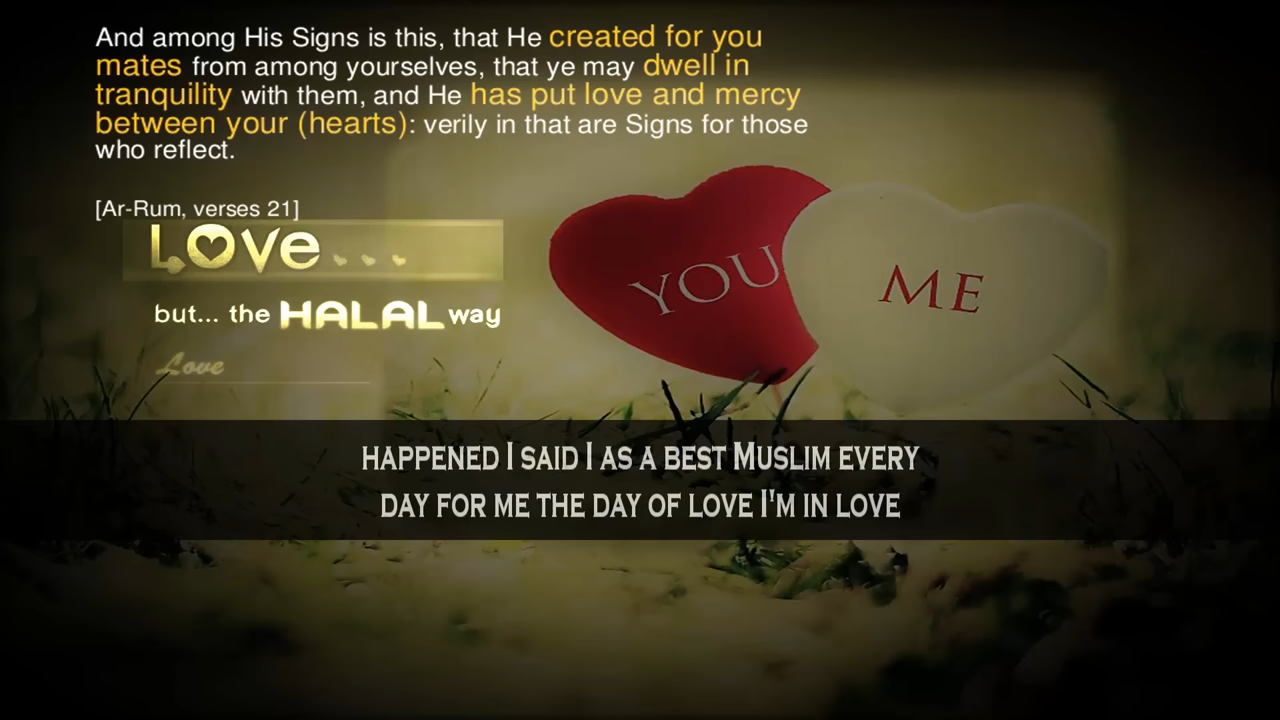 And among His Signs is this, that He created for you
mates from among yourselves, that ye may dwell in
tranquility with them, and He has put love and mercy
between your (hearts): verily in that are Signs for those
who reflect.
[Ar-Rum, verses 21]
Love...
but... the HALAL way
Love
YOU
ME
HAPPENED I SAID I AS A BEST MUSLIM EVERY
DAY FOR ME THE DAY OF LOVE I'M IN LOVE